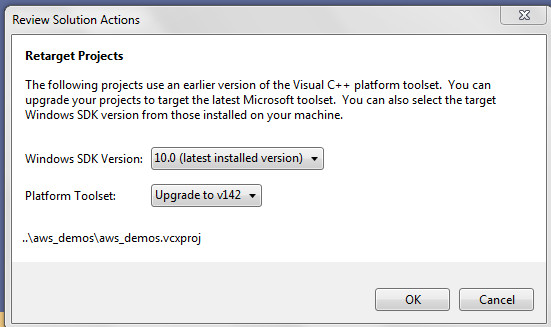 Review Solution Actions
Retarget Projects
The following projects use an earlier version of the Visual C++ platform toolset.  You can
upgrade your projects to target the latest Microsoft toolset.  You can also select the target
Windows SDK version from those installed on your machine.
Windows SDK Version: 10.0 (latest installed version)
Platform Toolset: Upgrade to v142
..\aws_demos\aws_demos.vcxproj
OK Cancel